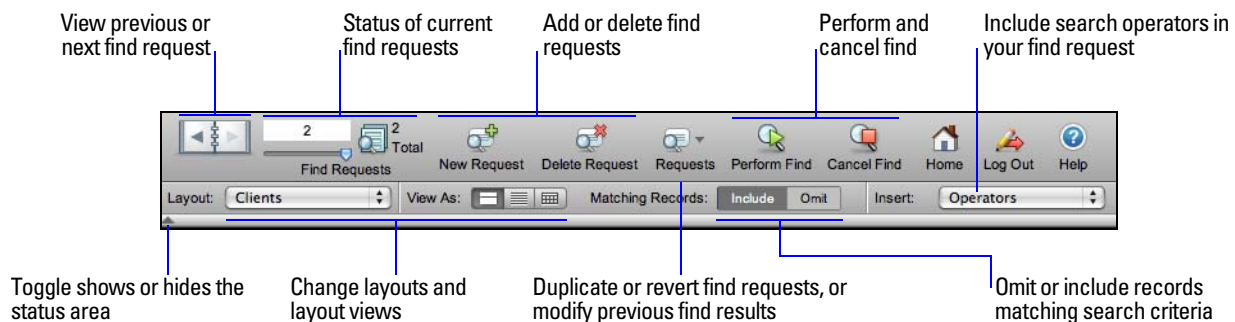 View previous or
next find request
Status of current
find requests
Add or delete find
requests
Perform and
cancel find
Include search operators in
your find request
2
2
Total
Find Requests
New Request
Delete Request
Requests
Perform Find
Cancel Find
Home
Log Out
Help
Layout:
Clients
View As:
Matching Records:
Include
Omit
Insert:
Operators
Toggle shows or hides the
status area
Change layouts and
layout views
Duplicate or revert find requests, or
modify previous find results
Omit or include records
matching search criteria